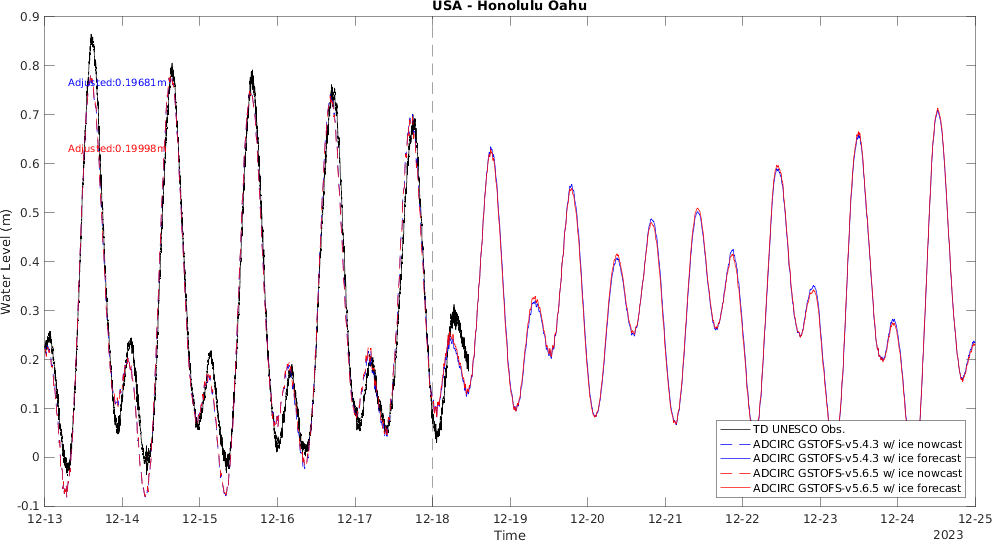 USA - Honolulu Oahu
0.9
0.8
0.7
0.6
0.5
0.4
0.3
0.2
0.1
0
-0.1
Water Level (m)
Adjusted:0.19681m
Adjusted:0.19998m
TD UNESCO Obs.
ADCIRC GSTOFS-v5.4.3 w/ ice nowcast
ADCIRC GSTOFS-v5.4.3 w/ ice forecast
ADCIRC GSTOFS-v5.6.5 w/ ice nowcast
ADCIRC GSTOFS-v5.6.5 w/ ice forecast
12-13 12-14 12-15 12-16 12-17 12-18 12-19 12-20 12-21 12-22 12-23 12-24 12-25
Time
2023